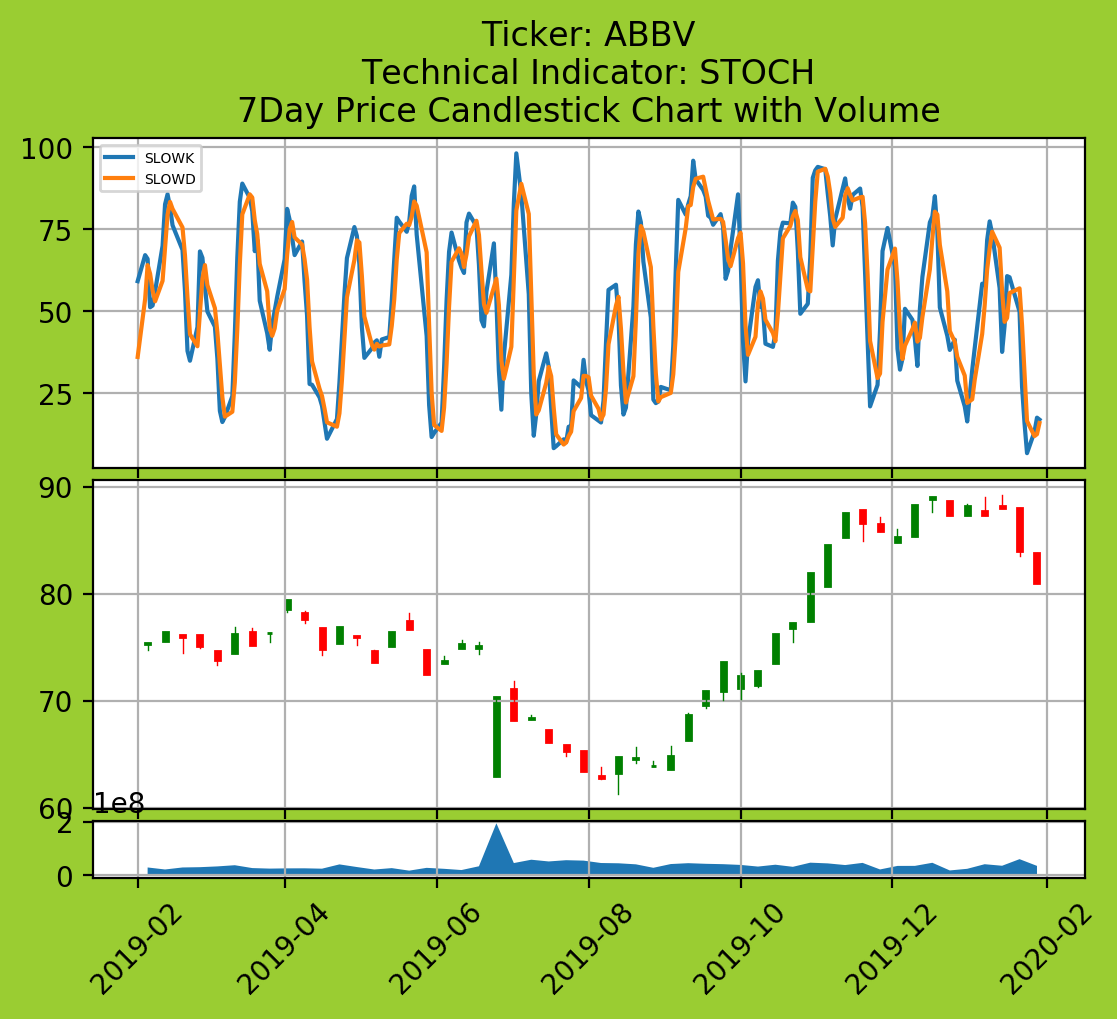 Ticker: ABBV
Technical Indicator: STOCH
7Day Price Candlestick Chart with Volume
100
75
50
25
SLOWK
SLOWD
90
80
70
60
1e8
2
0
2019-02
2019-04
2019-06
2019-08
2019-10
2019-12
2020-02